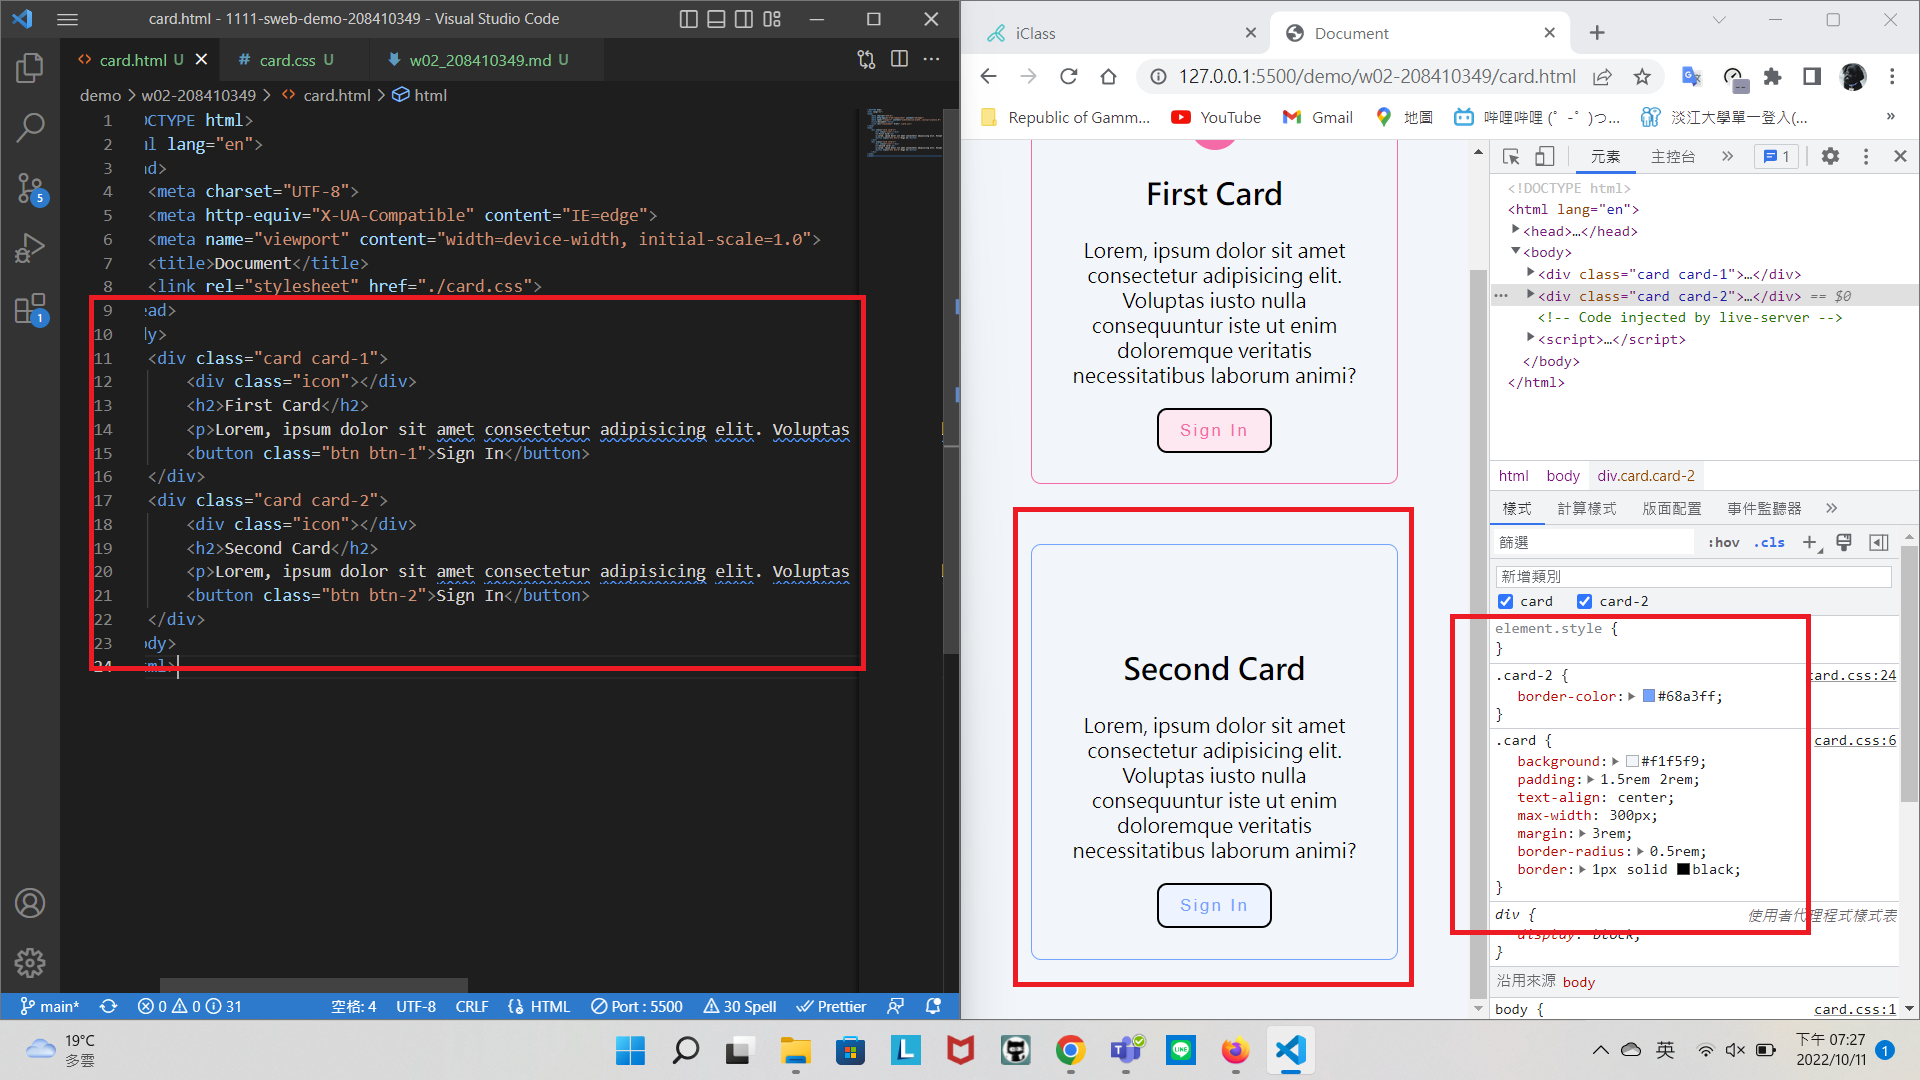 card.html - 1111-sweb-demo-208410349 - Visual Studio Code
card.html U
card.css U
w02_208410349.md U
demo > w02-208410349 > card.html > html
1 OCTYPE html>
2 ml lang="en">
3 ad>
4 <meta charset="UTF-8">
5 <meta http-equiv="X-UA-Compatible" content="IE=edge">
6 <meta name="viewport" content="width=device-width, initial-scale=1.0">
7 <title>Document</title>
8 <link rel="stylesheet" href="./card.css">
9 ead>
10 dy>
11 <div class="card card-1">
12 <div class="icon"></div>
13 <h2>First Card</h2>
14 <p>Lorem, ipsum dolor sit amet consectetur adipisicing elit. Voluptas
15 <button class="btn btn-1">Sign In</button>
16 </div>
17 <div class="card card-2">
18 <div class="icon"></div>
19 <h2>Second Card</h2>
20 <p>Lorem, ipsum dolor sit amet consectetur adipisicing elit. Voluptas
21 <button class="btn btn-2">Sign In</button>
22 </div>
23 ody>
24 tml>
5
1
main*
0 0 31
空格: 4
UTF-8
CRLF
HTML
Port : 5500
30 Spell
Prettier
iClass
Document
127.0.0.1:5500/demo/w02-208410349/card.html
Republic of Gamm...
YouTube
Gmail
地圖
哔哩哔哩 (゜-゜)つ...
淡江大學單一登入(...
»
First Card
Lorem, ipsum dolor sit amet
consectetur adipisicing elit.
Voluptas iusto nulla
consequuntur iste ut enim
doloremque veritatis
necessitatibus laborum animi?
Sign In
Second Card
Lorem, ipsum dolor sit amet
consectetur adipisicing elit.
Voluptas iusto nulla
consequuntur iste ut enim
doloremque veritatis
necessitatibus laborum animi?
Sign In
元素
主控台
»
1
<!DOCTYPE html>
<html lang="en">
<head>…</head>
<body>
<div class="card card-1">…</div>
<div class="card card-2">…</div> == $0
<!-- Code injected by live-server -->
<script>…</script>
</body>
</html>
html body div.card.card-2
樣式 計算樣式 版面配置 事件監聽器 »
篩選
:hov .cls
新增類別
card card-2
element.style {
}
.card-2 { card.css:24
border-color: #68a3ff;
}
.card { card.css:6
background: #f1f5f9;
padding: 1.5rem 2rem;
text-align: center;
max-width: 300px;
margin: 3rem;
border-radius: 0.5rem;
border: 1px solid black;
}
div { 使用者代理程式樣式表
display: block;
}
沿用來源 body
body { card.css:1
19°C
多雲
英
下午 07:27
2022/10/11
1